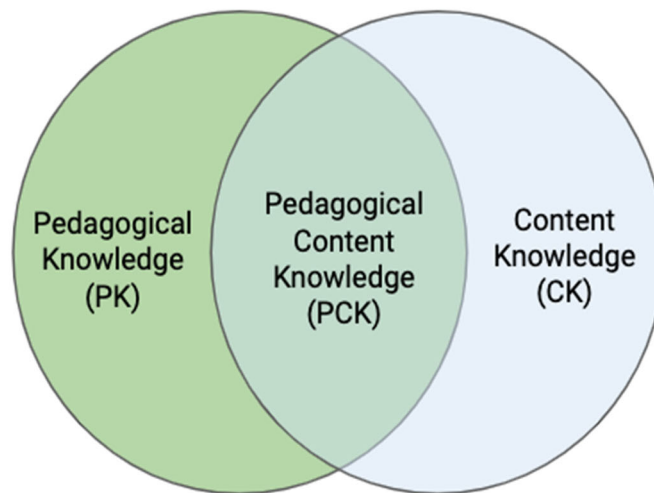 Pedagogical
Knowledge
(PK)
Pedagogical
Content
Knowledge
(PCK)
Content
Knowledge
(CK)